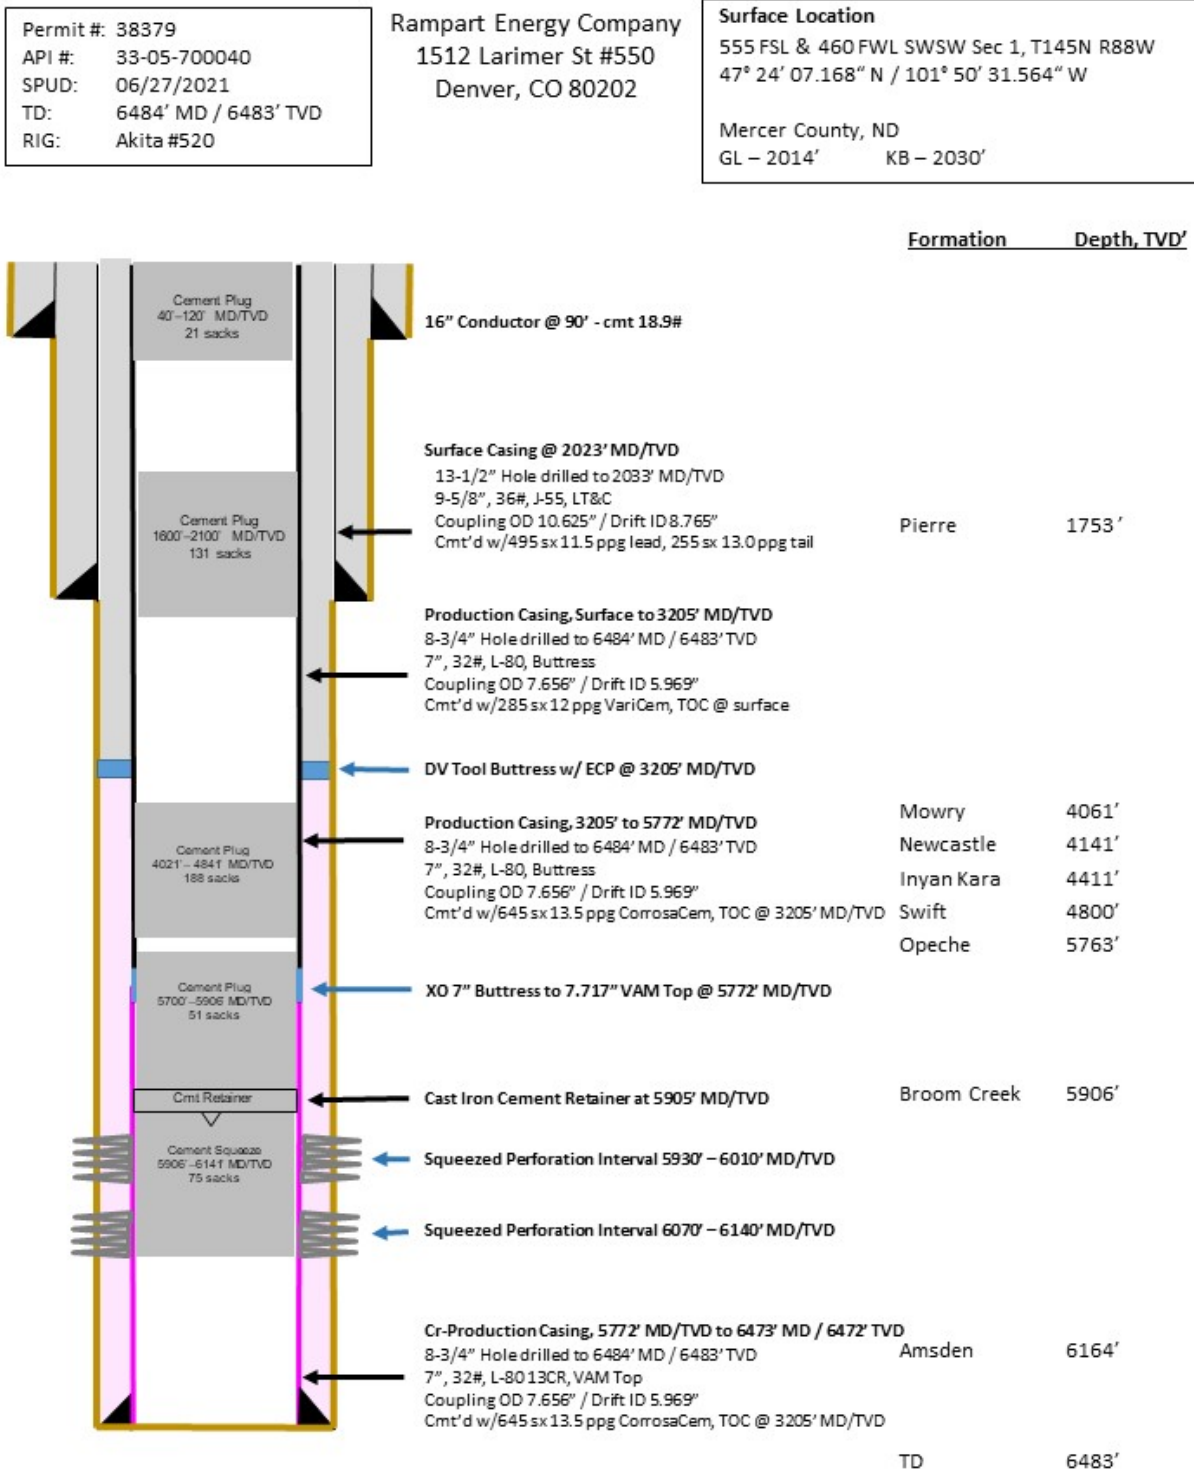 Permit #: 38379
API #: 33-05-700040
SPUD: 06/27/2021
TD: 6484’ MD / 6483’ TVD
RIG: Akita #520
Rampart Energy Company
1512 Larimer St #550
Denver, CO 80202
Surface Location
555 FSL & 460 FWL SWSW Sec 1, T145N R88W
47° 24’ 07.168” N / 101° 50’ 31.564” W
Mercer County, ND
GL – 2014’ KB – 2030’
Formation Depth, TVD’
Cement Plug
40’–120’ MD/TVD
21 sacks
16” Conductor @ 90’ - cmt 18.9#
Surface Casing @ 2023’ MD/TVD
13-1/2” Hole drilled to 2033’ MD/TVD
9-5/8”, 36#, J-55, LT&C
Coupling OD 10.625” / Drift ID 8.765”
Cmt’d w/495 sx 11.5 ppg lead, 255 sx 13.0 ppg tail
Cement Plug
1600’–2100’ MD/TVD
131 sacks
Pierre 1753’
Production Casing, Surface to 3205’ MD/TVD
8-3/4” Hole drilled to 6484’ MD / 6483’ TVD
7”, 32#, L-80, Buttress
Coupling OD 7.656” / Drift ID 5.969”
Cmt’d w/285 sx 12 ppg VariCem, TOC @ surface
DV Tool Buttress w/ ECP @ 3205’ MD/TVD
Production Casing, 3205’ to 5772’ MD/TVD
8-3/4” Hole drilled to 6484’ MD / 6483’ TVD
7”, 32#, L-80, Buttress
Coupling OD 7.656” / Drift ID 5.969”
Cmt’d w/645 sx 13.5 ppg CorrosaCem, TOC @ 3205’ MD/TVD
Cement Plug
4021’– 4841’ MD/TVD
188 sacks
Mowry 4061’
Newcastle 4141’
Inyan Kara 4411’
Swift 4800’
Opeche 5763’
Cement Plug
5700’–5906’ MD/TVD
51 sacks
XO 7” Buttress to 7.717” VAM Top @ 5772’ MD/TVD
Cmt Retainer
Cast Iron Cement Retainer at 5905’ MD/TVD
Broom Creek 5906’
Cement Squeeze
5906’–6141’ MD/TVD
75 sacks
Squeezed Perforation Interval 5930’ – 6010’ MD/TVD
Squeezed Perforation Interval 6070’ – 6140’ MD/TVD
Cr-Production Casing, 5772’ MD/TVD to 6473’ MD / 6472’ TVD
8-3/4” Hole drilled to 6484’ MD / 6483’ TVD
7”, 32#, L-80 13CR, VAM Top
Coupling OD 7.656” / Drift ID 5.969”
Cmt’d w/645 sx 13.5 ppg CorrosaCem, TOC @ 3205’ MD/TVD
Amsden 6164’
TD 6483’